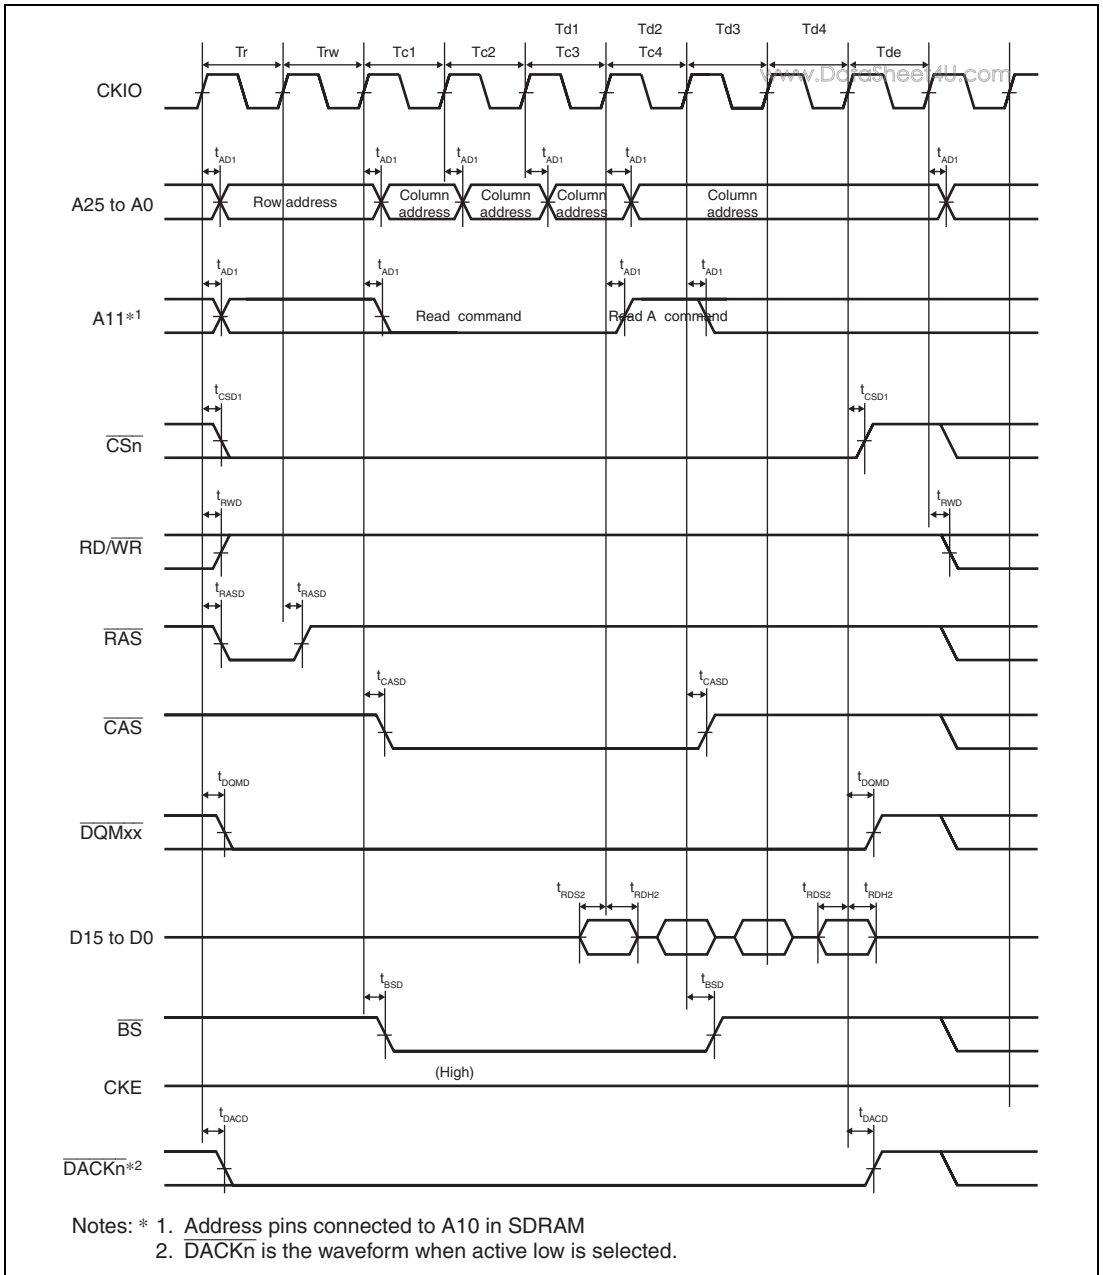 Td1 Td2 Td3 Td4
Tr Trw Tc1 Tc2 Tc3 Tc4 Tde
www.DataSheet4U.com
CKIO
tAD1 tAD1 tAD1 tAD1 tAD1 tAD1
A25 to A0
Row address
Column address
Column address
Column address
Column address
tAD1 tAD1 tAD1 tAD1
A11*1
Read command
Read A command
tCSD1 tCSD1
CSn
tRWD tRWD
RD/WR
tRASD tRASD
RAS
tCASD tCASD
CAS
tDQMD tDQMD
DQMxx
tRDS2 tRDH2 tRDS2 tRDH2
D15 to D0
tBSD tBSD
BS
(High)
CKE
tDACD tDACD
DACKn*2
Notes: * 1. Address pins connected to A10 in SDRAM
2. DACKn is the waveform when active low is selected.